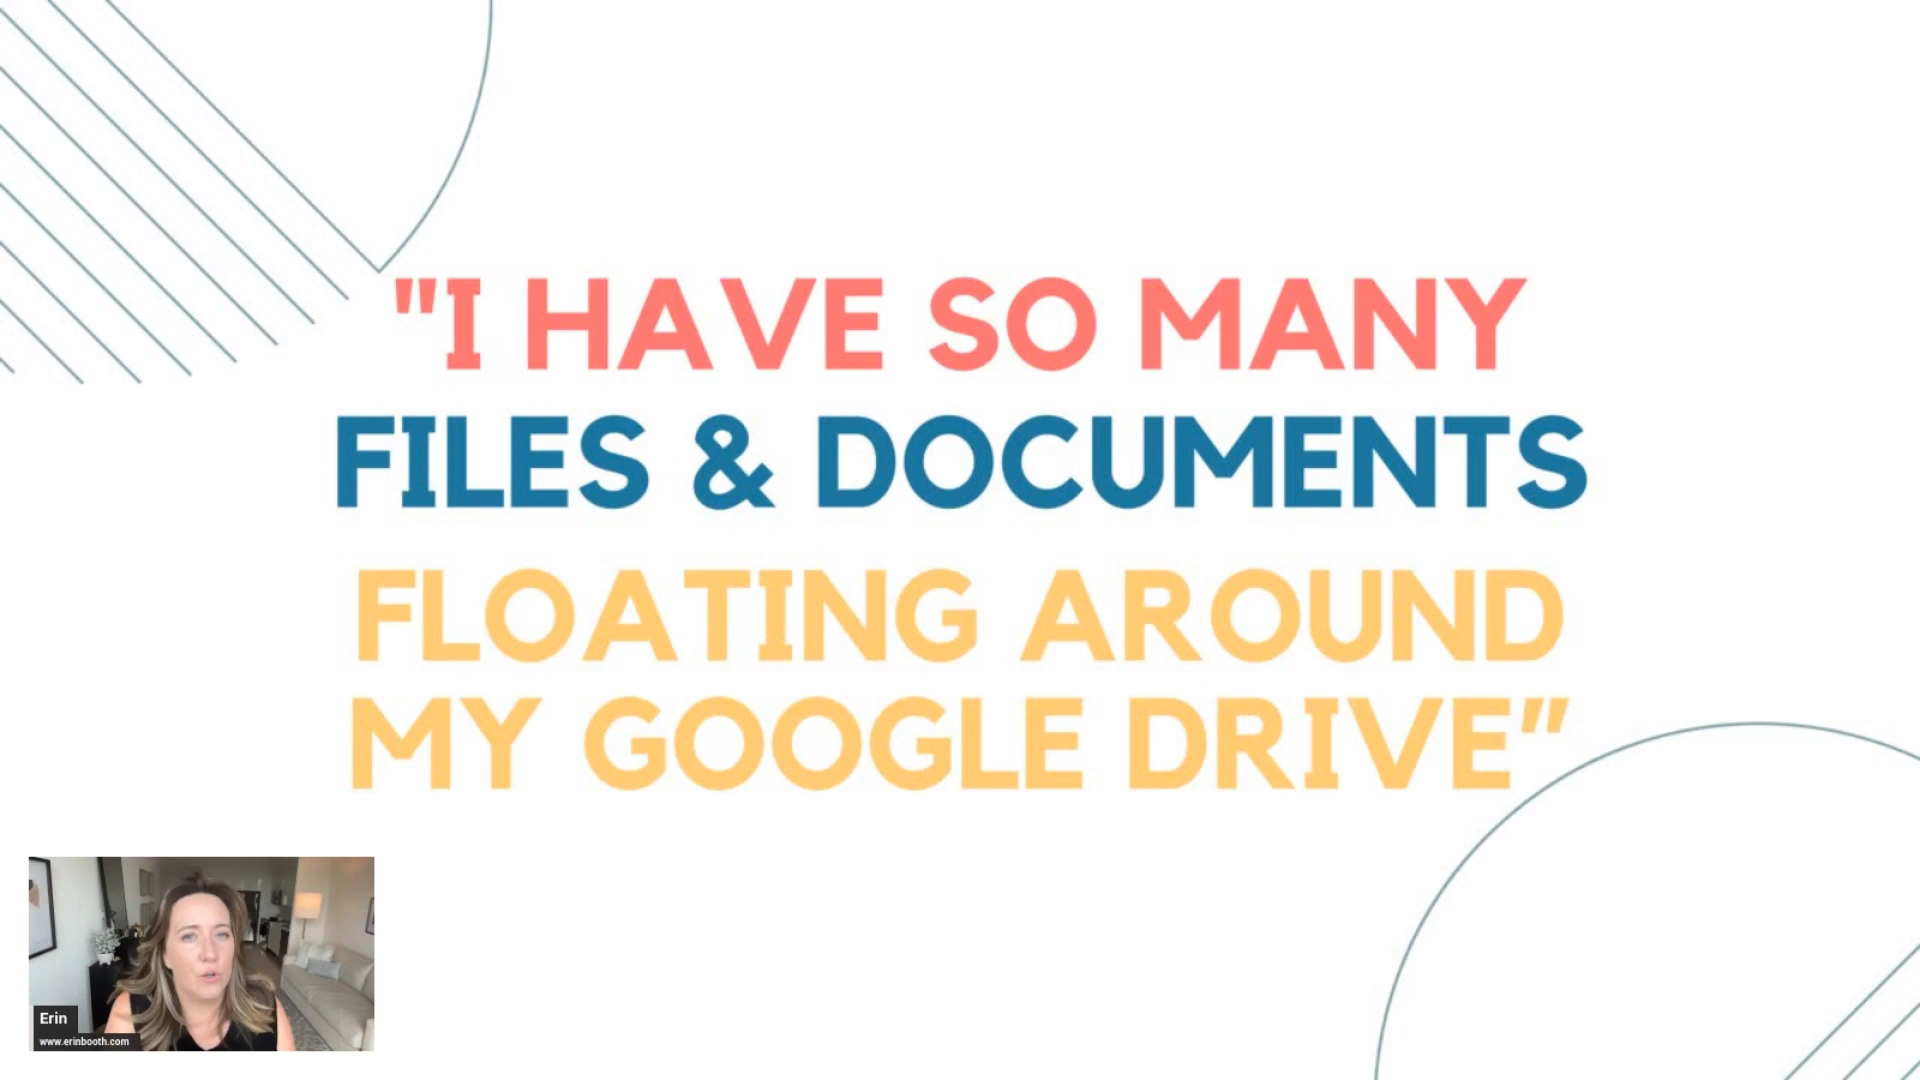 "I HAVE SO MANY
FILES & DOCUMENTS
FLOATING AROUND
MY GOOGLE DRIVE”
Erin
www.erinbooth.com